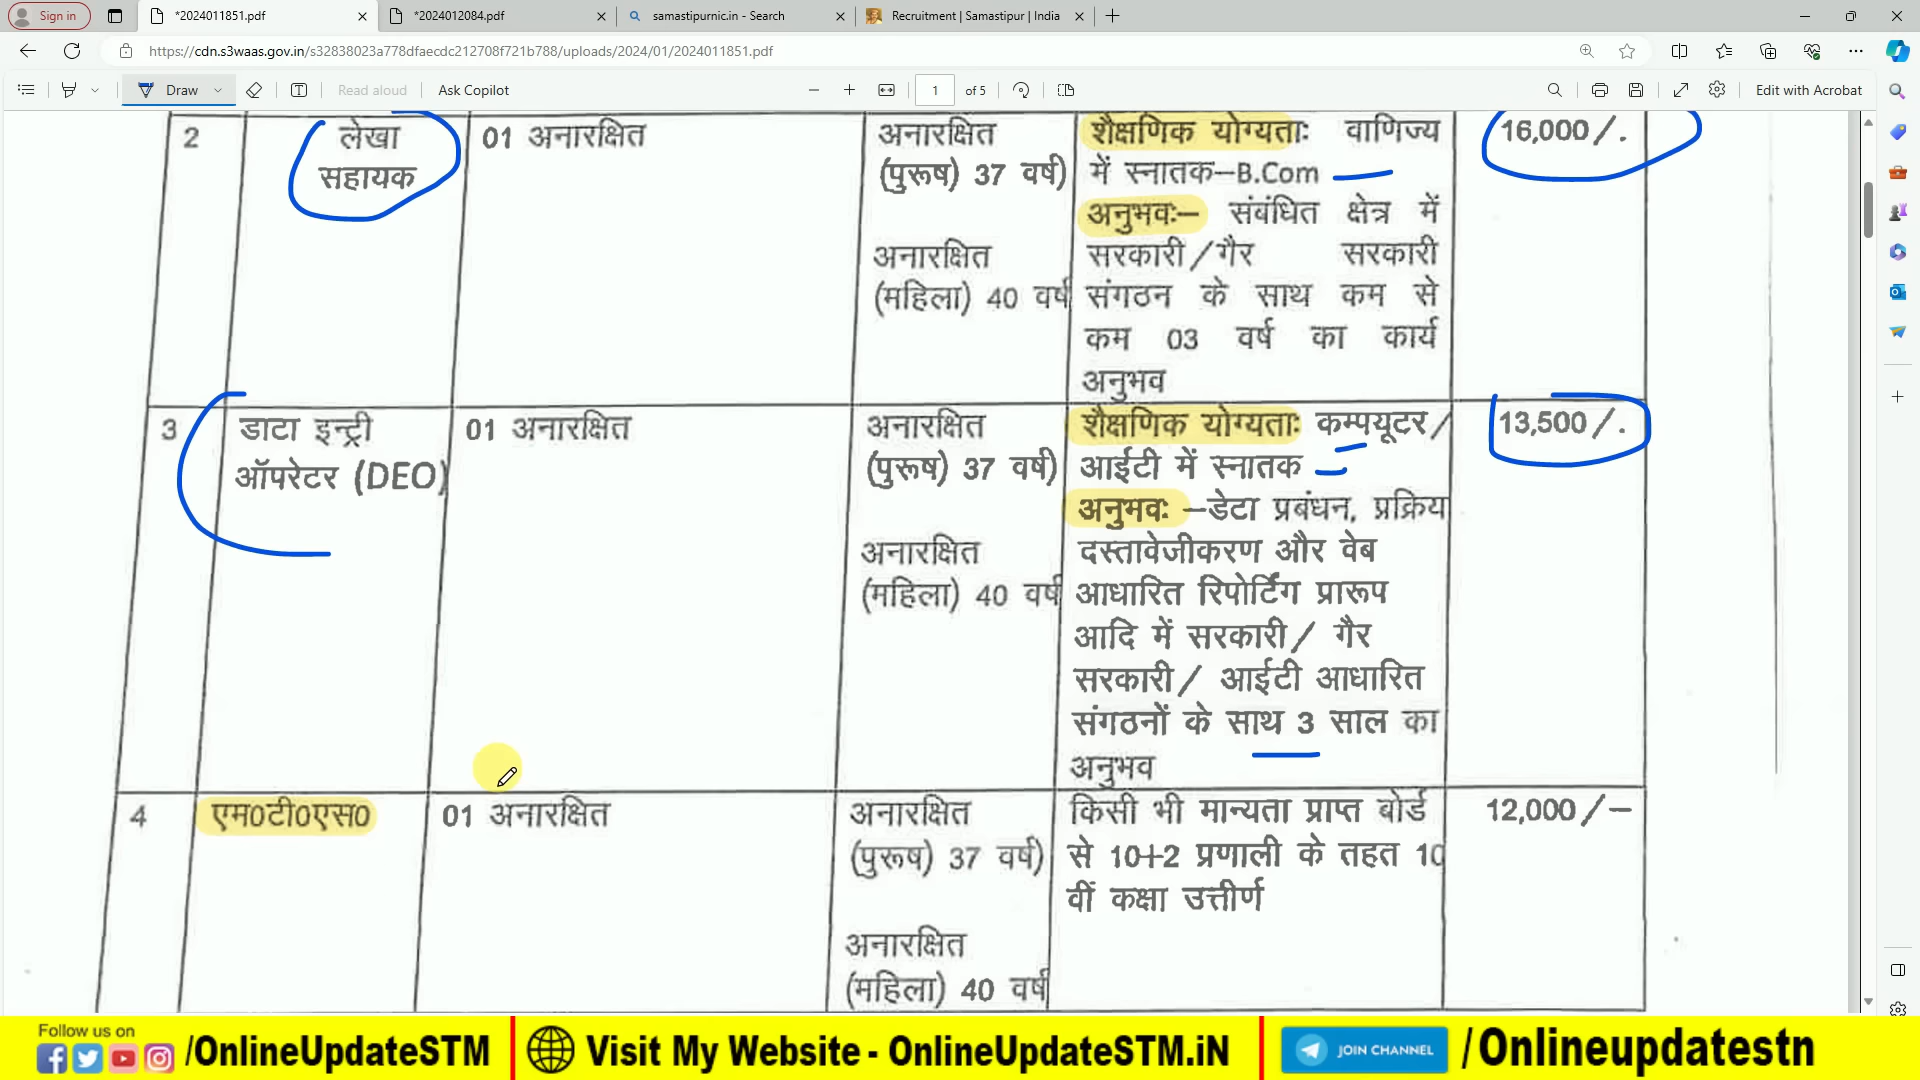 Sign in
*2024011851.pdf
*2024012084.pdf
samastipurnic.in - Search
Recruitment | Samastipur | India
https://cdn.s3waas.gov.in/s32838023a778dfaecdc212708f721b788/uploads/2024/01/2024011851.pdf
Draw
Read aloud
Ask Copilot
1 of 5
Edit with Acrobat
2
लेखा
सहायक
01 अनारक्षित
अनारक्षित
(पुरूष) 37 वर्ष)
अनारक्षित
(महिला) 40 वर्ष
शैक्षणिक योग्यताः वाणिज्य
में स्नातक–B.Com
अनुभवः– संबंधित क्षेत्र में
सरकारी/गैर सरकारी
संगठन के साथ कम से
कम 03 वर्ष का कार्य
अनुभव
16,000/.
3
डाटा इन्ट्री
ऑपरेटर (DEO)
01 अनारक्षित
अनारक्षित
(पुरूष) 37 वर्ष)
अनारक्षित
(महिला) 40 वर्ष
शैक्षणिक योग्यताः कम्पयूटर/
आईटी में स्नातक
अनुभवः –डेटा प्रबंधन, प्रक्रिय
दस्तावेजीकरण और वेब
आधारित रिपोर्टिंग प्रारूप
आदि में सरकारी/ गैर
सरकारी/ आईटी आधारित
संगठनों के साथ 3 साल का
अनुभव
13,500/.
4
एम0टी0एस0
01 अनारक्षित
अनारक्षित
(पुरूष) 37 वर्ष)
अनारक्षित
(महिला) 40 वर्ष
किसी भी मान्यता प्राप्त बोर्ड
से 10+2 प्रणाली के तहत 10
वीं कक्षा उत्तीर्ण
12,000/–
Follow us on
/OnlineUpdateSTM
Visit My Website - OnlineUpdateSTM.iN
JOIN CHANNEL
/Onlineupdatestn